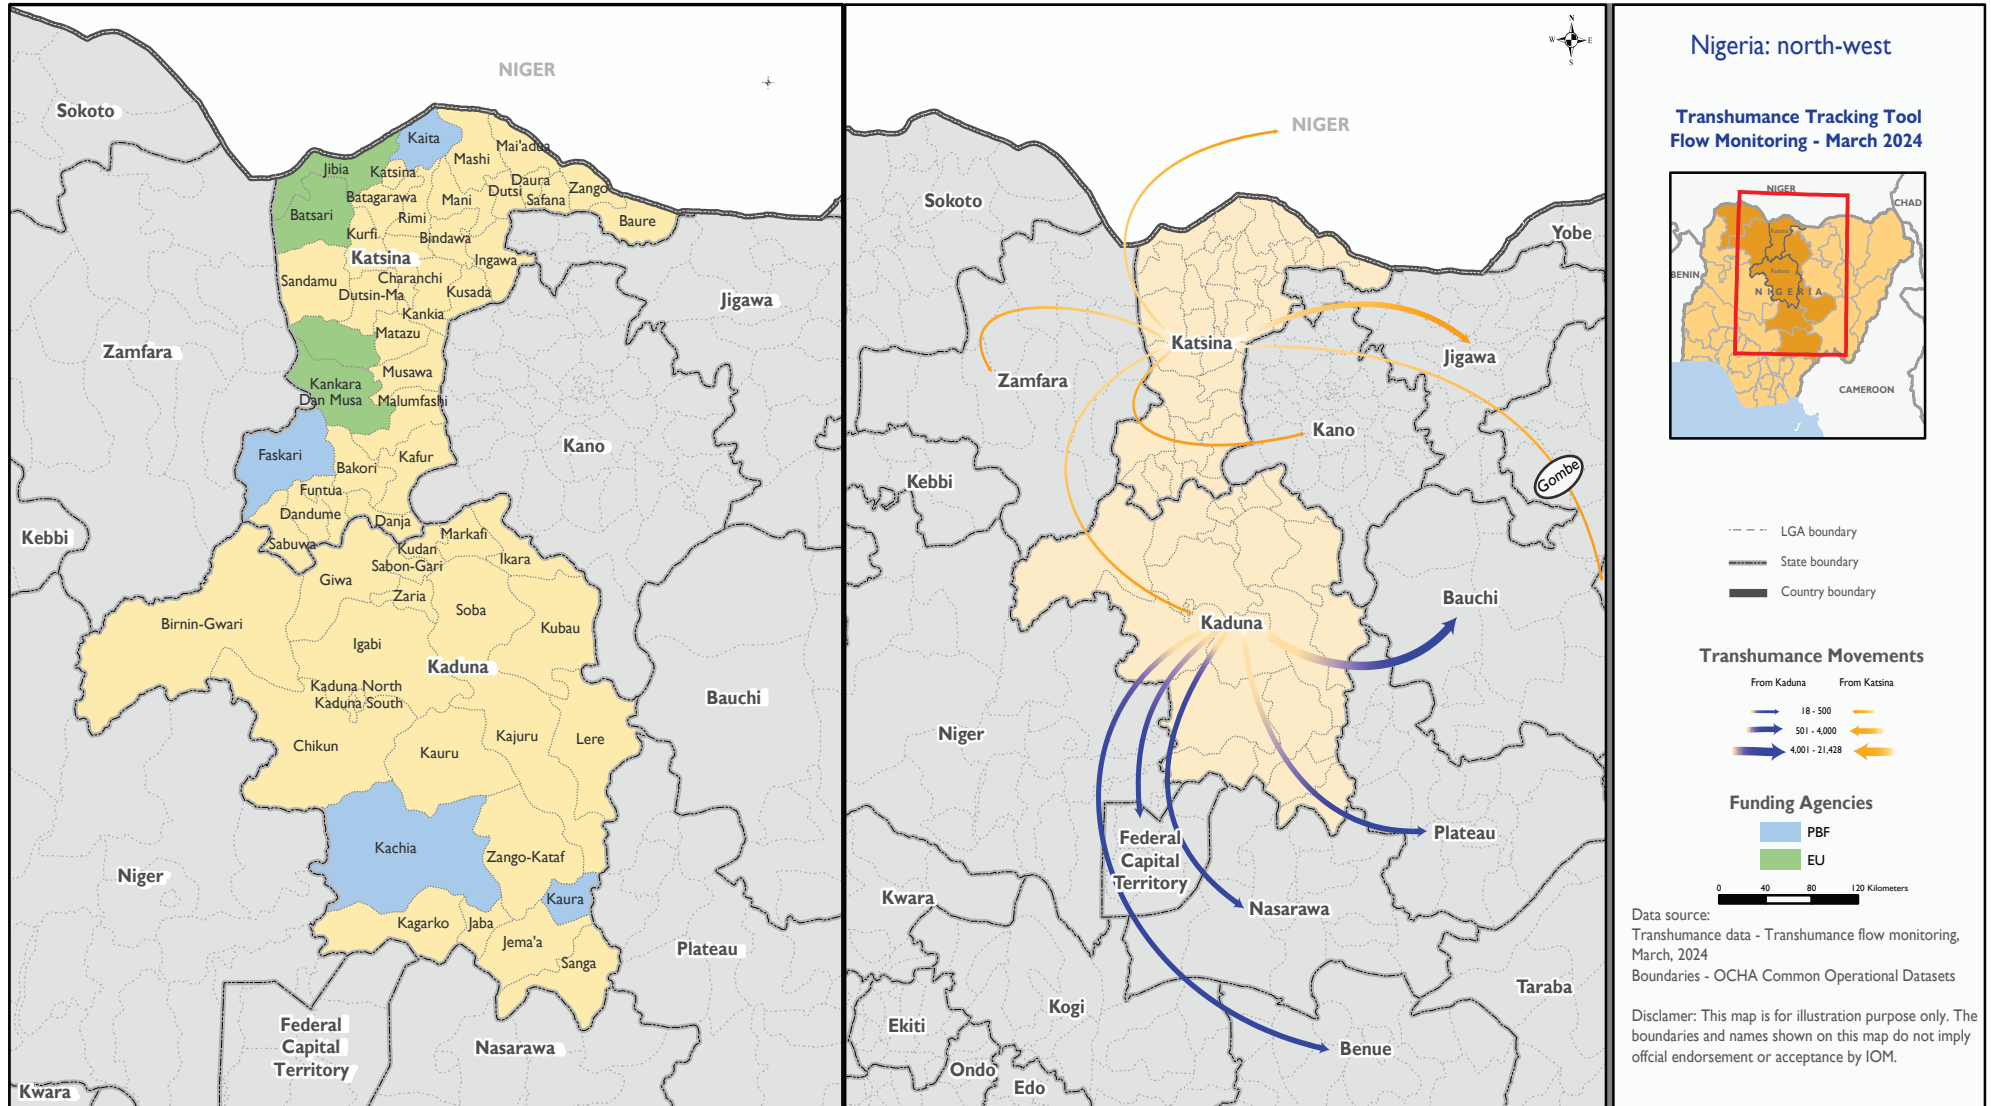 NIGER
Sokoto
Kaita
Mai'adua
Mashi
Jibia
Katsina
Daura
Dutsi
Zango
Batagarawa
Mani
Safana
Batsari
Rimi
Baure
Kurfi
Bindawa
Katsina
Ingawa
Sandamu
Charanchi
Dutsin-Ma
Kusada
Jigawa
Kankia
Matazu
Zamfara
Musawa
Kankara
Dan Musa
Malumfashi
Kano
Faskari
Kafur
Bakori
Funtua
Dandume
Danja
Markafi
Kebbi
Sabuwa
Kudan
Ikara
Sabon-Gari
Giwa
Zaria
Soba
Birnin-Gwari
Kubau
Igabi
Kaduna
Kaduna North
Kaduna South
Bauchi
Kajuru
Lere
Chikun
Kauru
Kachia
Zango-Kataf
Niger
Kaura
Kagarko
Jaba
Jema'a
Plateau
Sanga
Federal
Capital
Territory
Nasarawa
Kwara
N
W
E
S
NIGER
Sokoto
Yobe
Katsina
Jigawa
Zamfara
Kano
Gombe
Kebbi
Bauchi
Kaduna
Niger
Plateau
Federal
Capital
Territory
Kwara
Nasarawa
Taraba
Kogi
Ekiti
Benue
Ondo
Edo
Nigeria: north-west
Transhumance Tracking Tool
Flow Monitoring - March 2024
NIGER
CHAD
Katsina
Kaduna
BENIN
NIGERIA
CAMEROON
LGA boundary
State boundary
Country boundary
Transhumance Movements
From Kaduna From Katsina
18 - 500
501 - 4,000
4,001 - 21,428
Funding Agencies
PBF
EU
0 40 80 120 Kilometers
Data source:
Transhumance data - Transhumance flow monitoring,
March, 2024
Boundaries - OCHA Common Operational Datasets
Disclamer: This map is for illustration purpose only. The
boundaries and names shown on this map do not imply
offcial endorsement or acceptance by IOM.